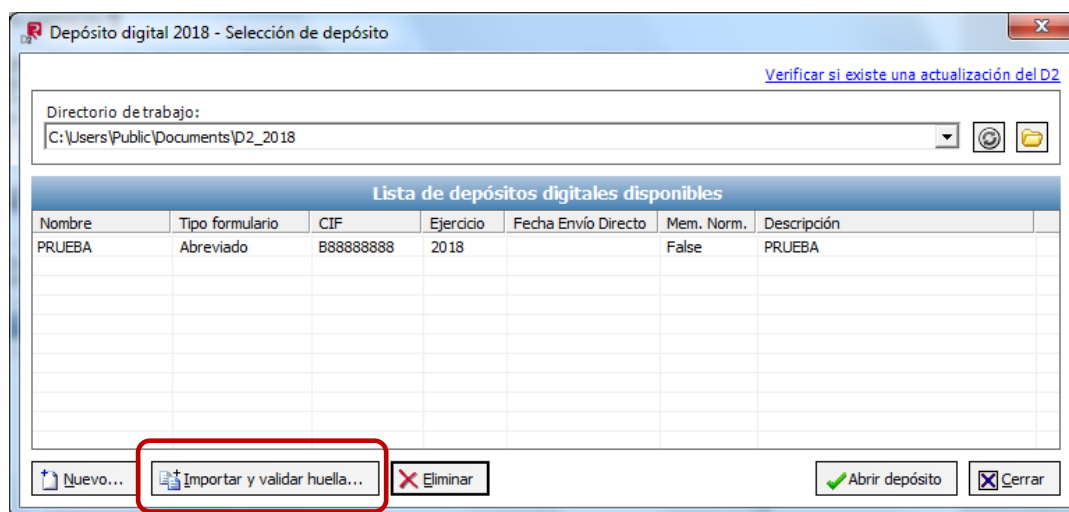 Depósito digital 2018 - Selección de depósito
Verificar si existe una actualización del D2
Directorio de trabajo:
C:\Users\Public\Documents\D2_2018
Lista de depósitos digitales disponibles
Nombre Tipo formulario CIF Ejercicio Fecha Envío Directo Mem. Norm. Descripción
PRUEBA Abreviado B88888888 2018 False PRUEBA
Nuevo... Importar y validar huella... Eliminar Abrir depósito Cerrar